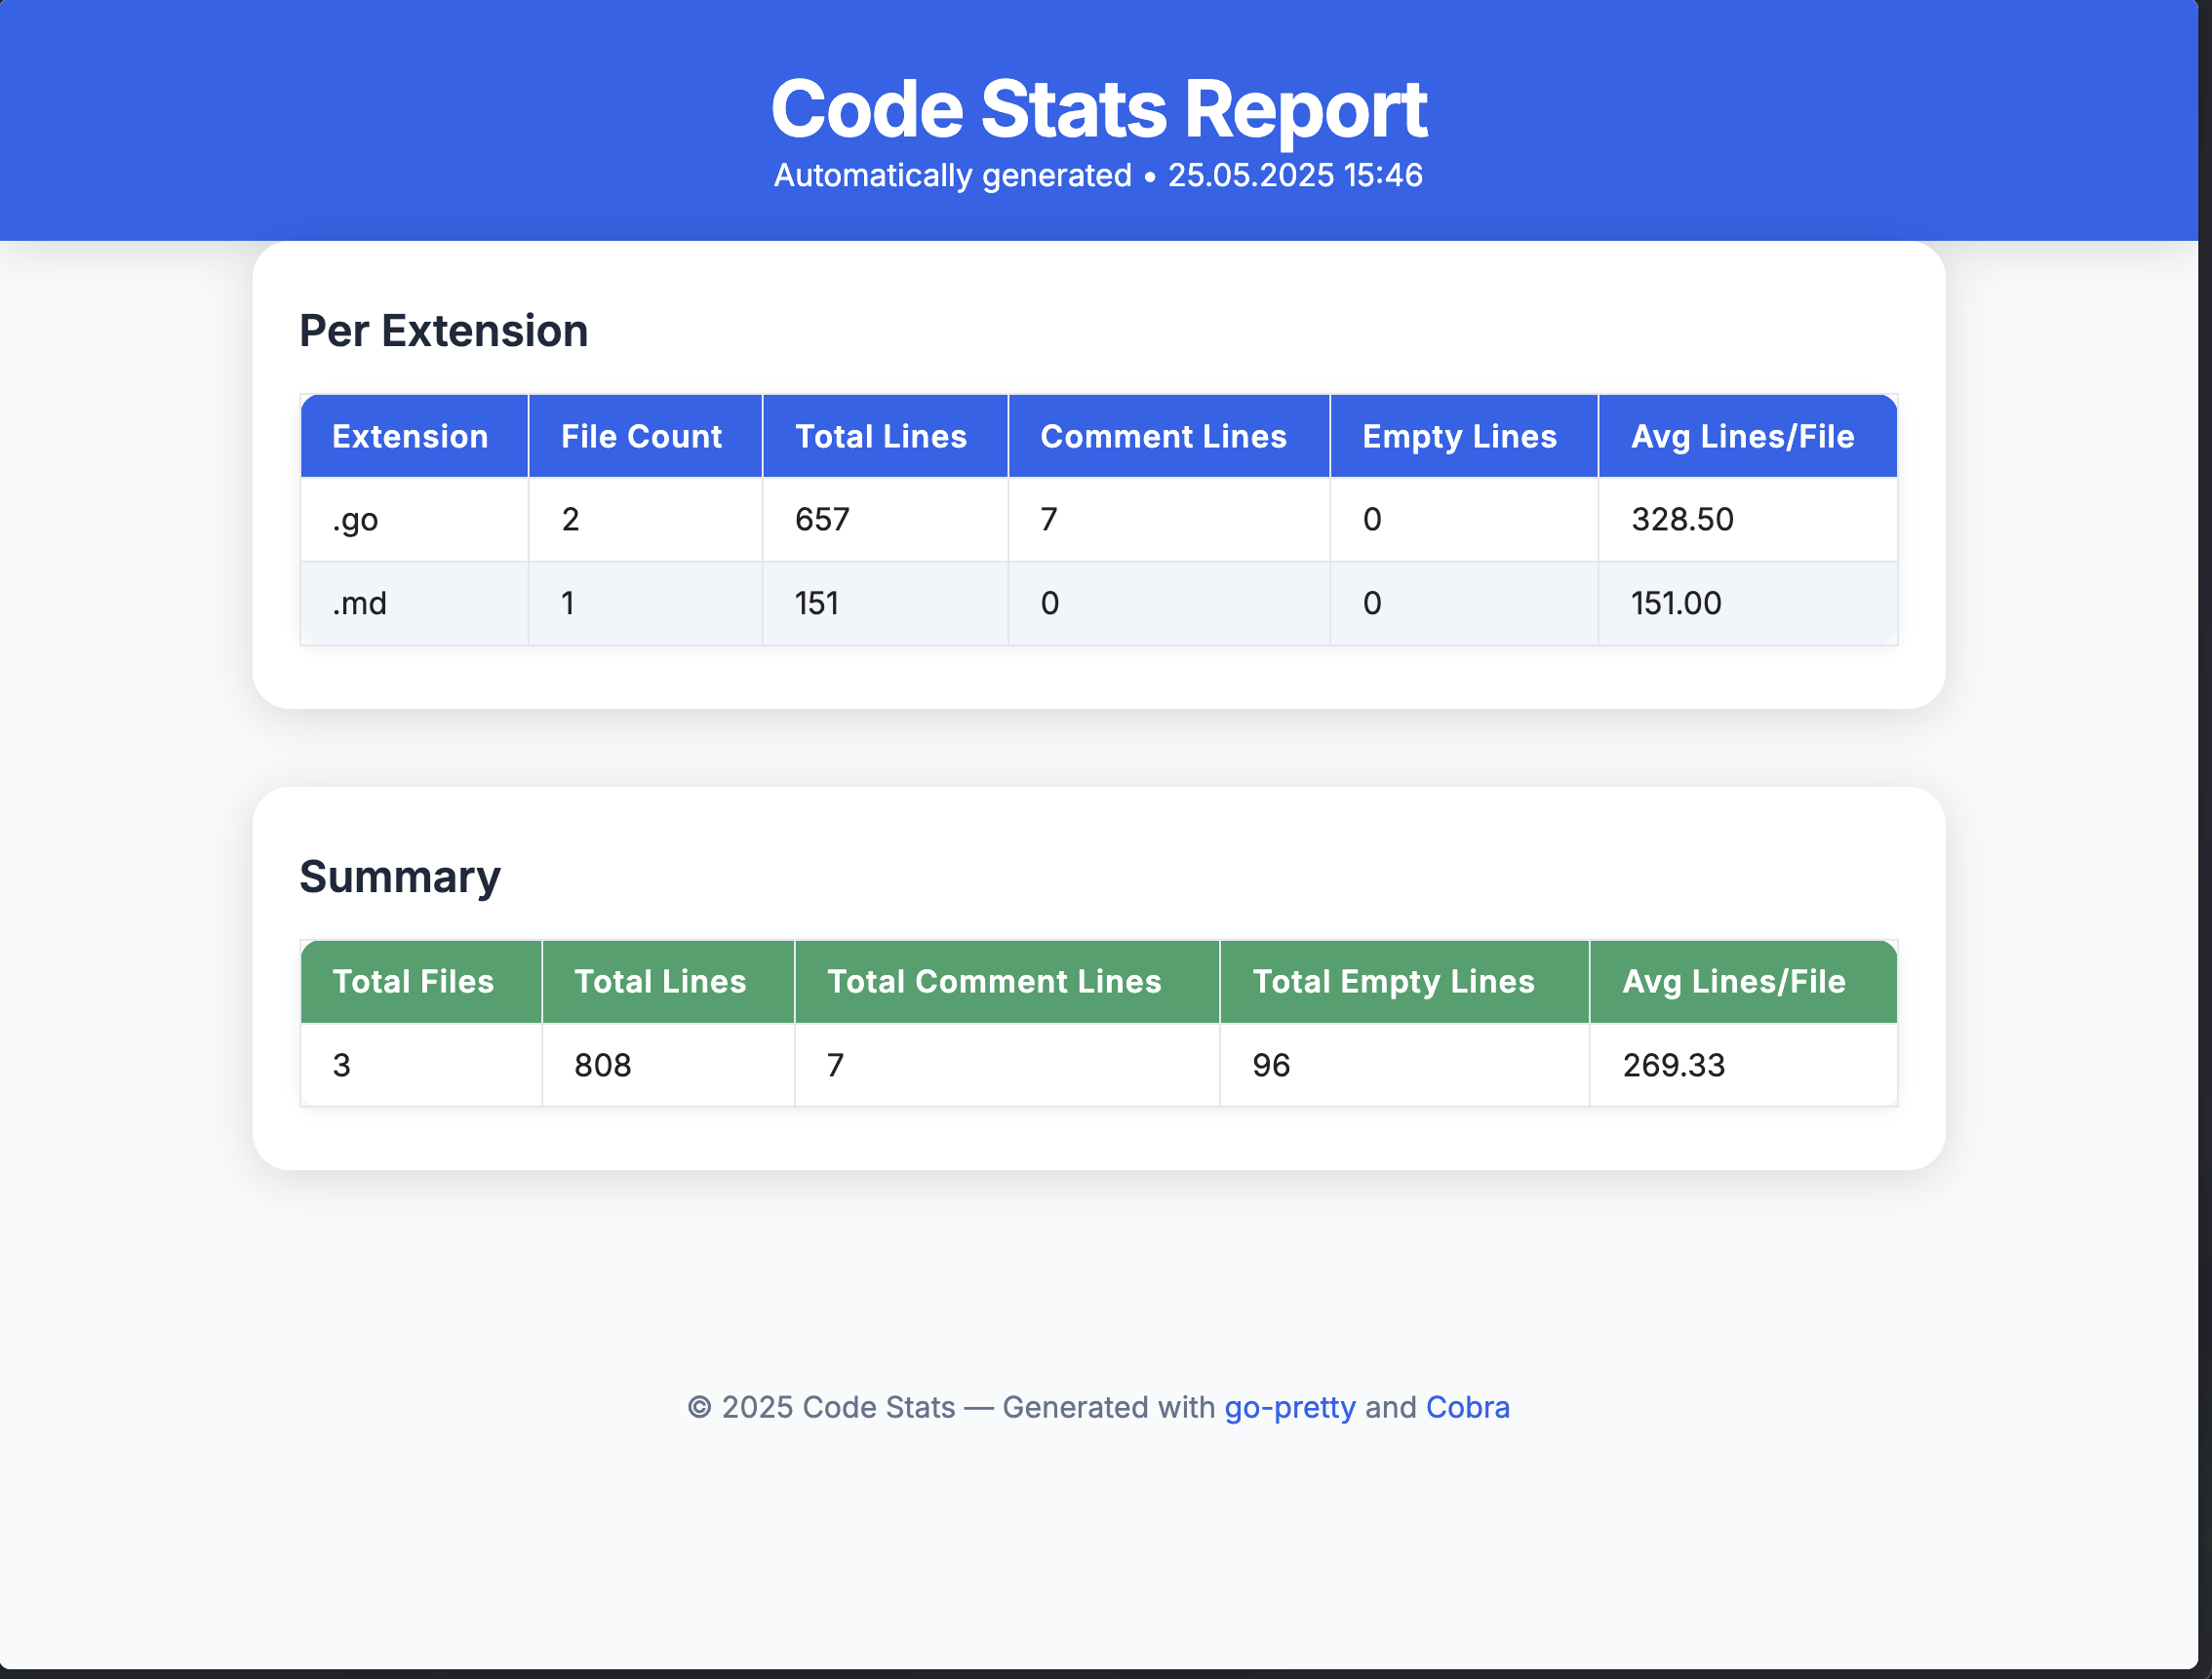 Code Stats Report
Automatically generated • 25.05.2025 15:46
Per Extension
Extension File Count Total Lines Comment Lines Empty Lines Avg Lines/File
.go 2 657 7 0 328.50
.md 1 151 0 0 151.00
Summary
Total Files Total Lines Total Comment Lines Total Empty Lines Avg Lines/File
3 808 7 96 269.33
© 2025 Code Stats — Generated with go-pretty and Cobra